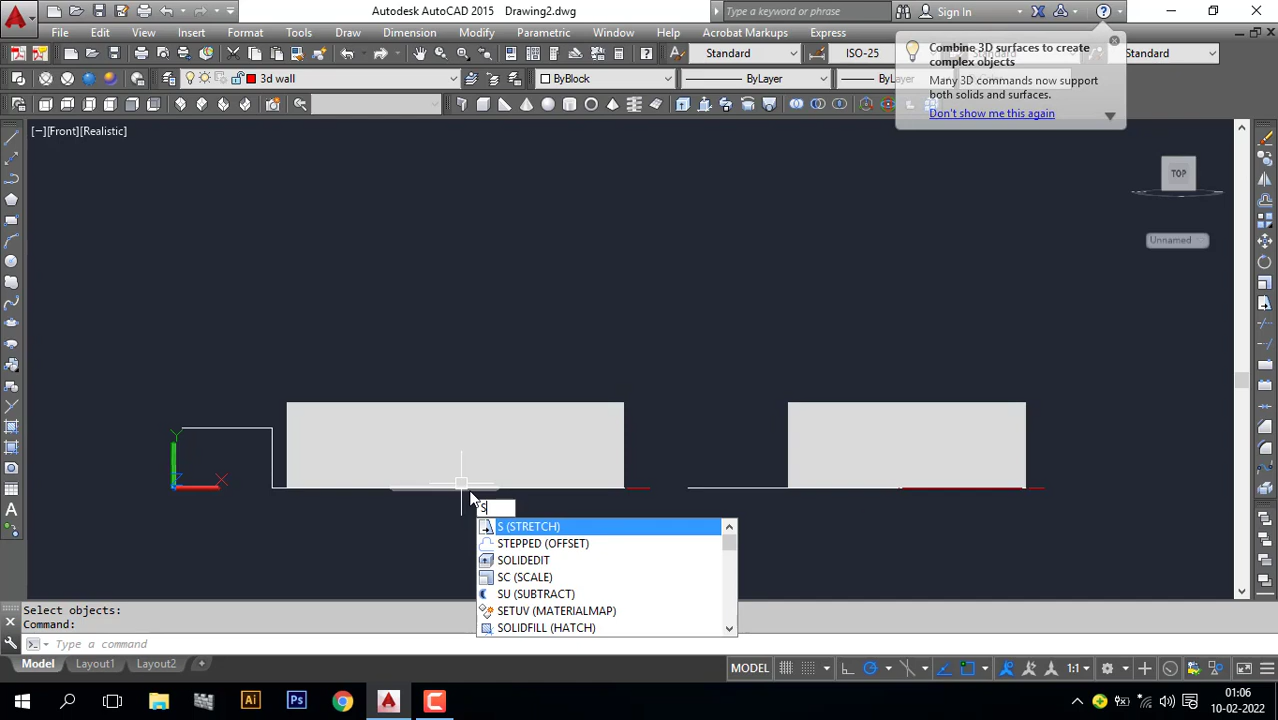 Autodesk AutoCAD 2015   Drawing2.dwg
Type a keyword or phrase
Sign In
File Edit View Insert Format Tools Draw Dimension Modify Parametric Window Help Acrobat Markups Express
Standard
ISO-25
Standard
Standard
3d wall
ByBlock
ByLayer
ByLayer
Combine 3D surfaces to create
complex objects
Many 3D commands now support
both solids and surfaces.
Don't show me this again
[−][Front][Realistic]
TOP
Unnamed
Y
X
S
S (STRETCH)
STEPPED (OFFSET)
SOLIDEDIT
SC (SCALE)
SU (SUBTRACT)
SETUV (MATERIALMAP)
SOLIDFILL (HATCH)
Select objects:
Command:
Type a command
Model Layout1 Layout2 +
MODEL
1:1
01:06
10-02-2022